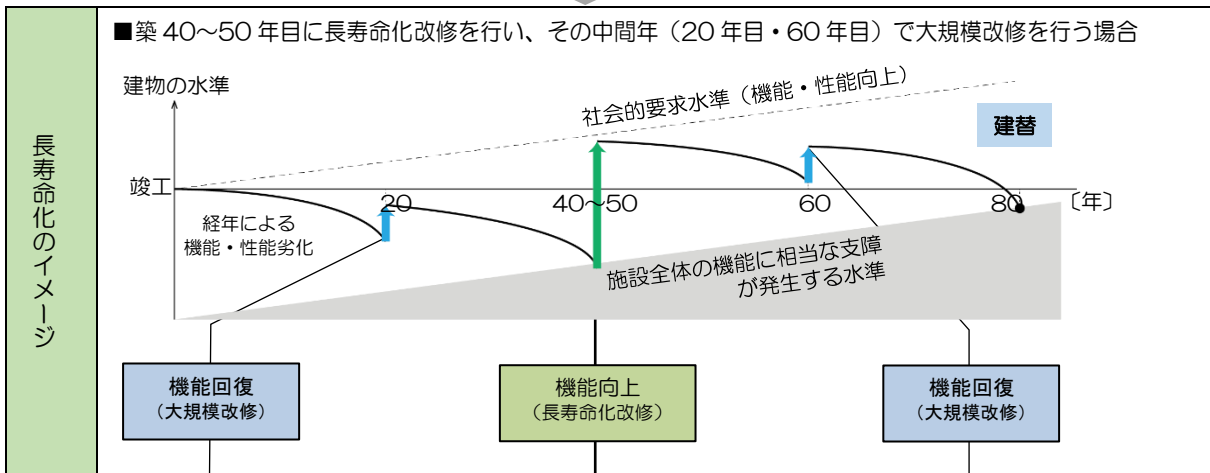 ■築 40～50 年目に長寿命化改修を行い、その中間年（20 年目・60 年目）で大規模改修を行う場合
長寿命化のイメージ
建物の水準
社会的要求水準（機能・性能向上）
建替
竣工
20
40～50
60
80
〔年〕
経年による
機能・性能劣化
施設全体の機能に相当な支障
が発生する水準
機能回復
（大規模改修）
機能向上
（長寿命化改修）
機能回復
（大規模改修）